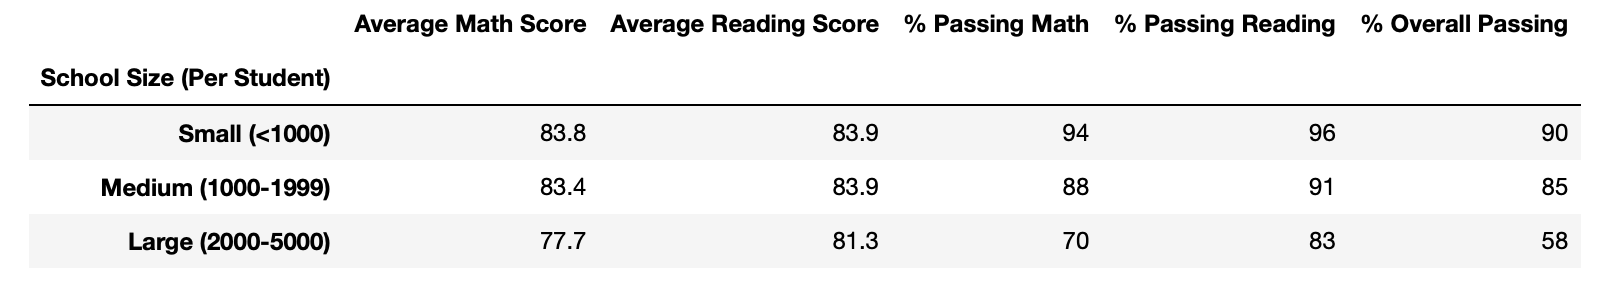 Average Math Score Average Reading Score % Passing Math % Passing Reading % Overall Passing
School Size (Per Student)
Small (<1000) 83.8 83.9 94 96 90
Medium (1000-1999) 83.4 83.9 88 91 85
Large (2000-5000) 77.7 81.3 70 83 58